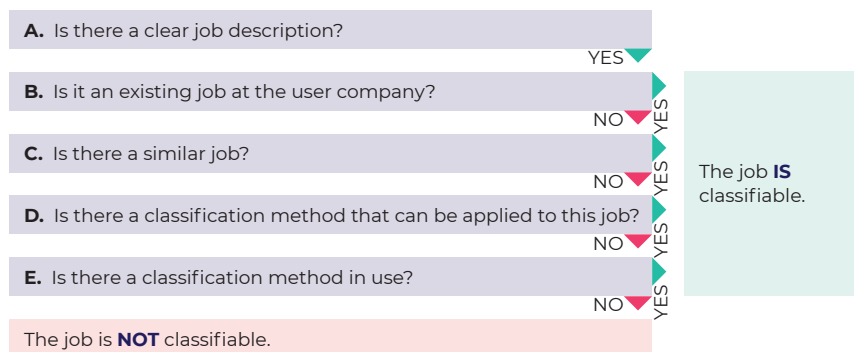 A. Is there a clear job description?
YES
B. Is it an existing job at the user company?
YES
NO
C. Is there a similar job?
YES
NO
D. Is there a classification method that can be applied to this job?
YES
NO
E. Is there a classification method in use?
YES
NO
The job is NOT classifiable.
The job IS
classifiable.